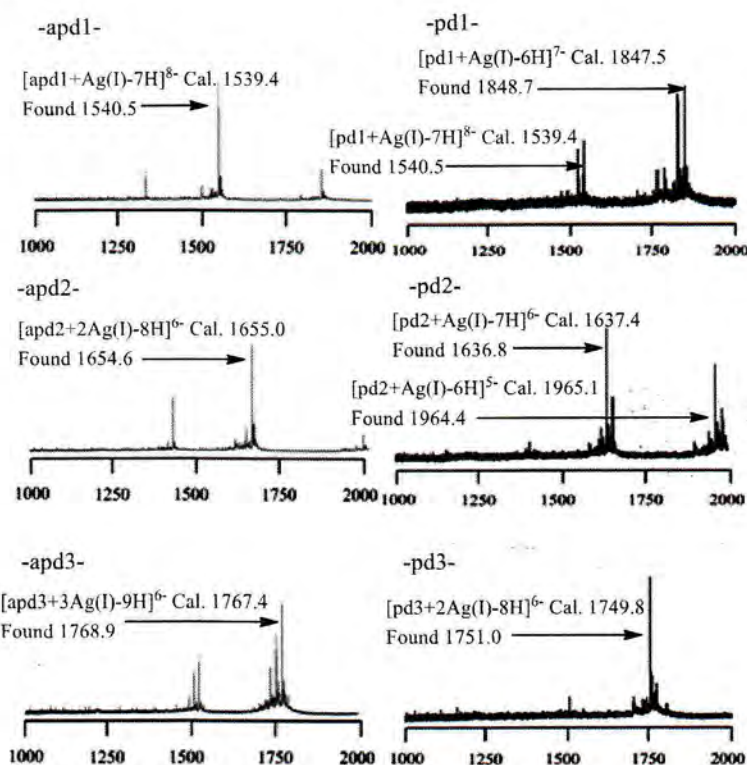 -apd1-
[apd1+Ag(I)-7H]8- Cal. 1539.4
Found 1540.5
1000 1250 1500 1750 2000
-pd1-
[pd1+Ag(I)-6H]7- Cal. 1847.5
Found 1848.7
[pd1+Ag(I)-7H]8- Cal. 1539.4
Found 1540.5
1000 1250 1500 1750 2000
-apd2-
[apd2+2Ag(I)-8H]6- Cal. 1655.0
Found 1654.6
1000 1250 1500 1750 2000
-pd2-
[pd2+Ag(I)-7H]6- Cal. 1637.4
Found 1636.8
[pd2+Ag(I)-6H]5- Cal. 1965.1
Found 1964.4
1000 1250 1500 1750 2000
-apd3-
[apd3+3Ag(I)-9H]6- Cal. 1767.4
Found 1768.9
1000 1250 1500 1750 2000
-pd3-
[pd3+2Ag(I)-8H]6- Cal. 1749.8
Found 1751.0
1000 1250 1500 1750 2000